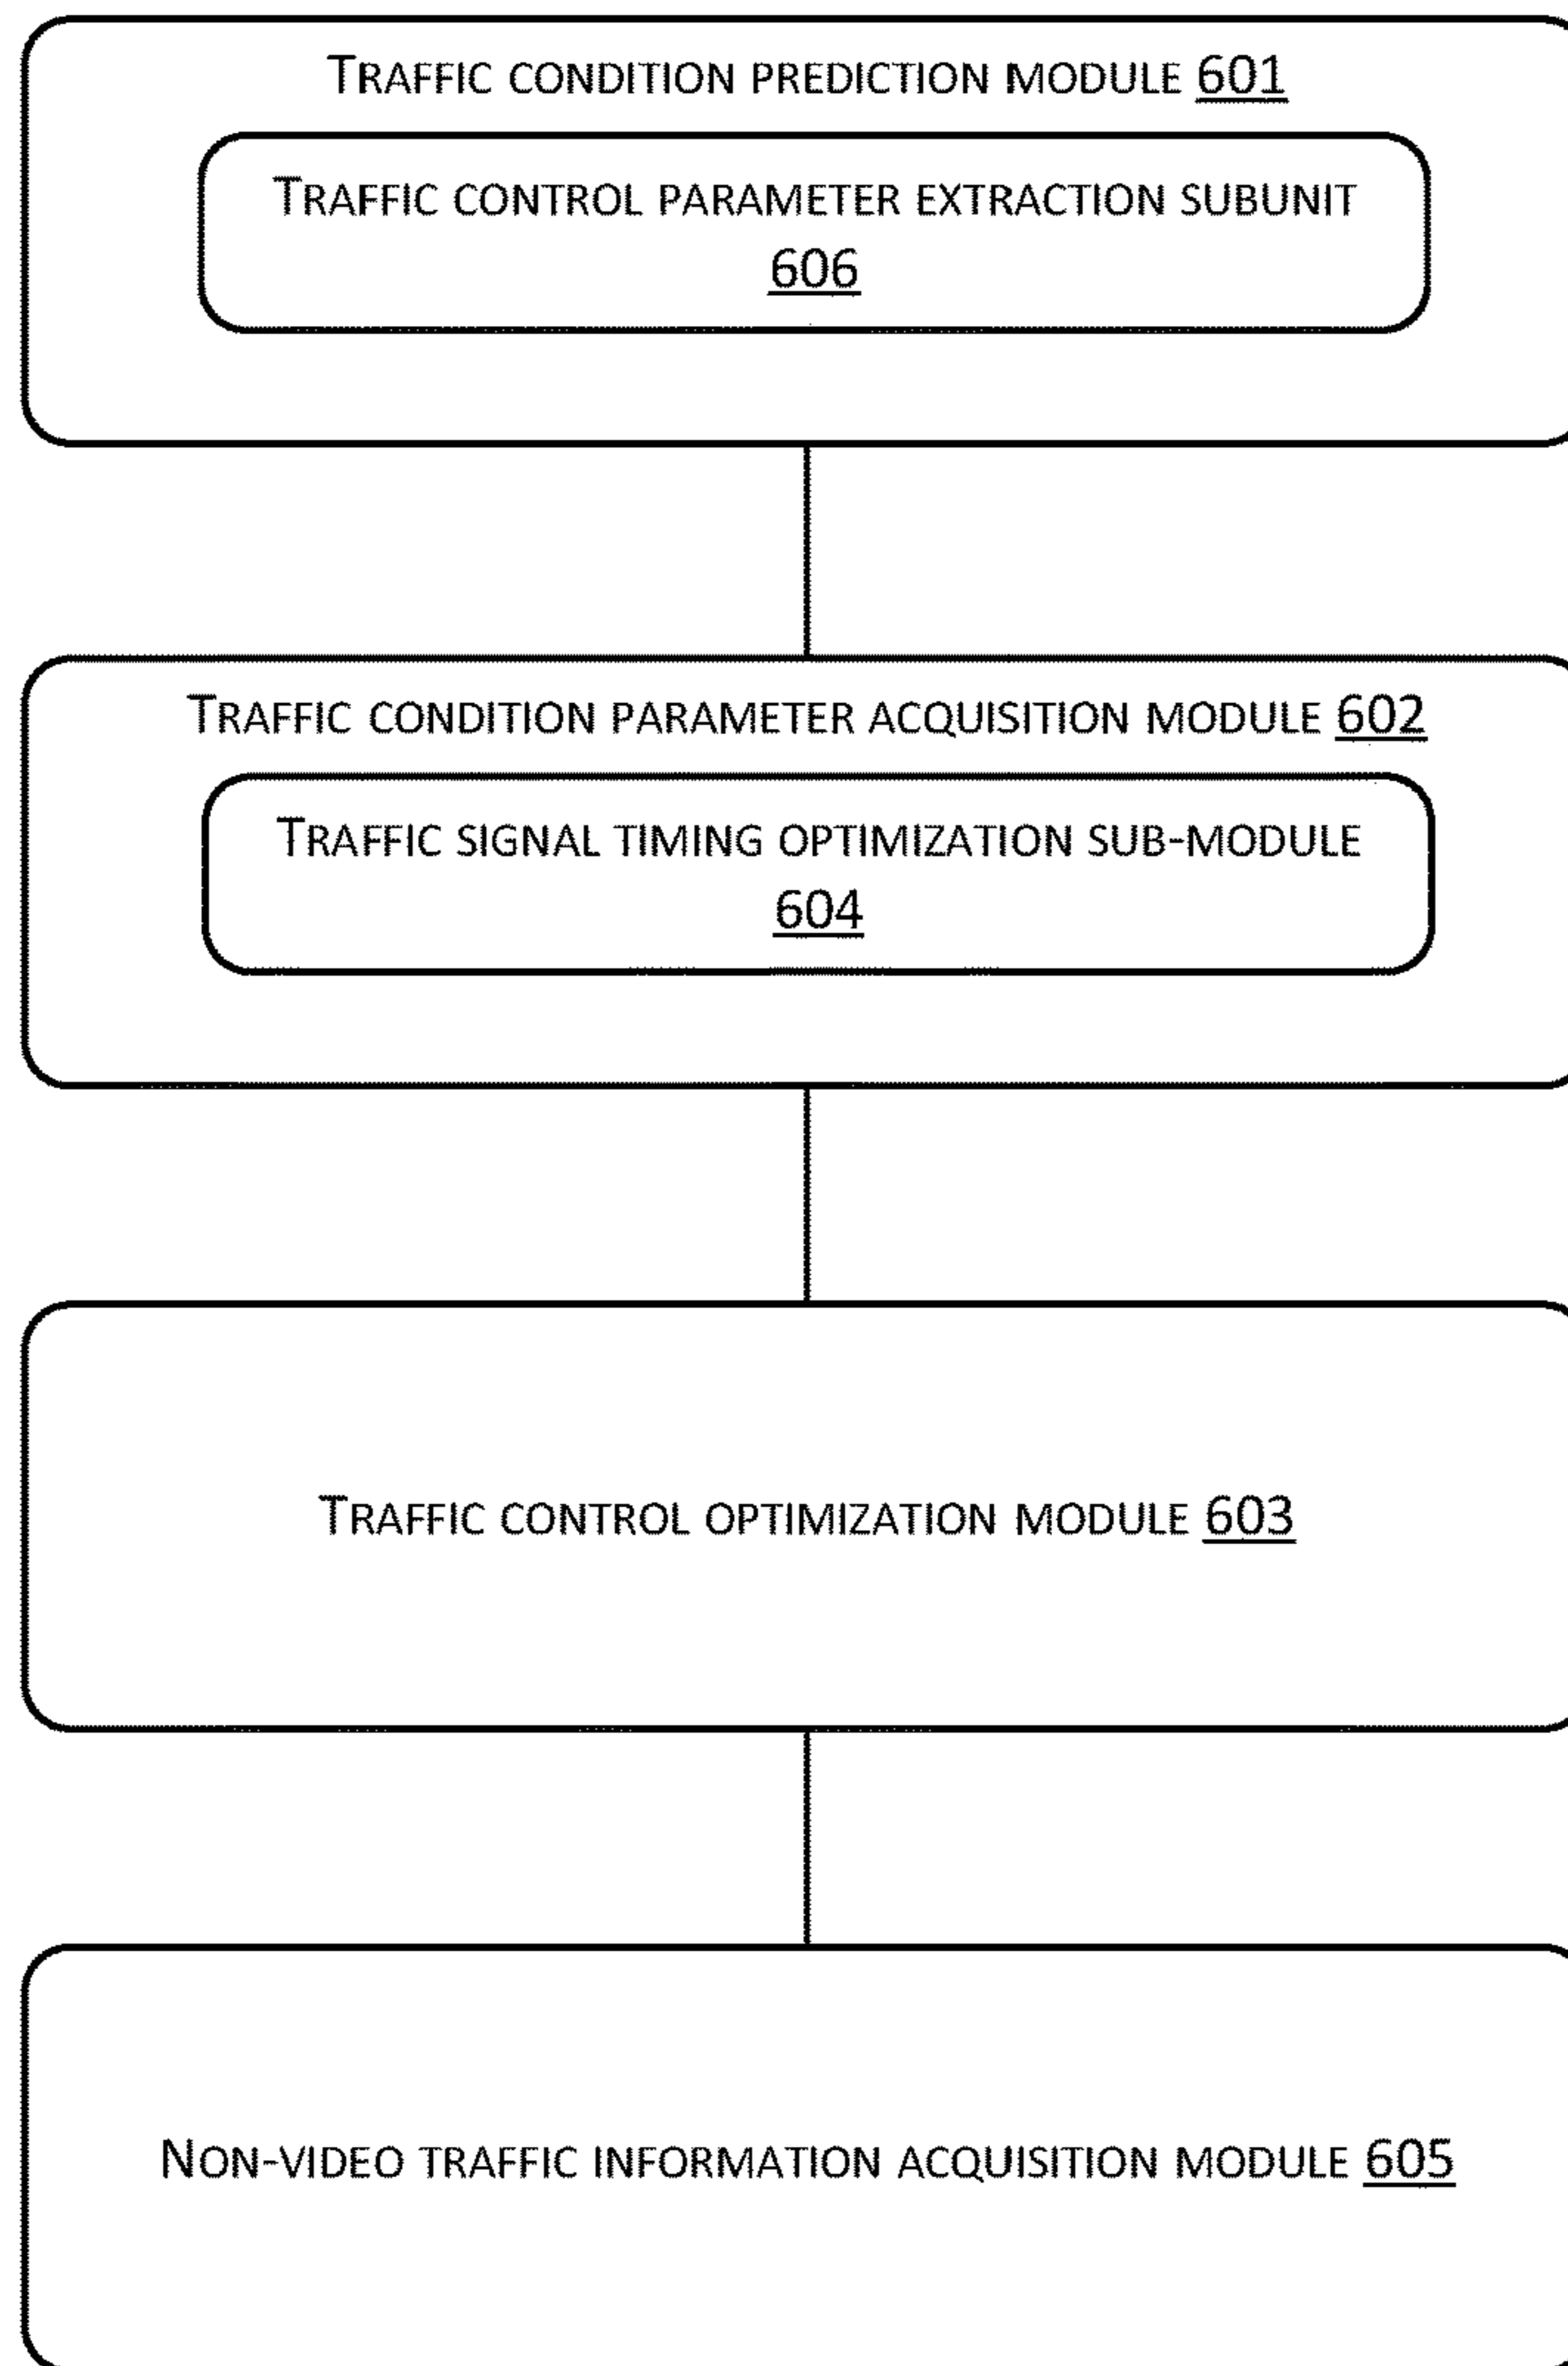 Traffic condition prediction module 601
Traffic control parameter extraction subunit
606
Traffic condition parameter acquisition module 602
Traffic signal timing optimization sub-module
604
Traffic control optimization module 603
Non-video traffic information acquisition module 605